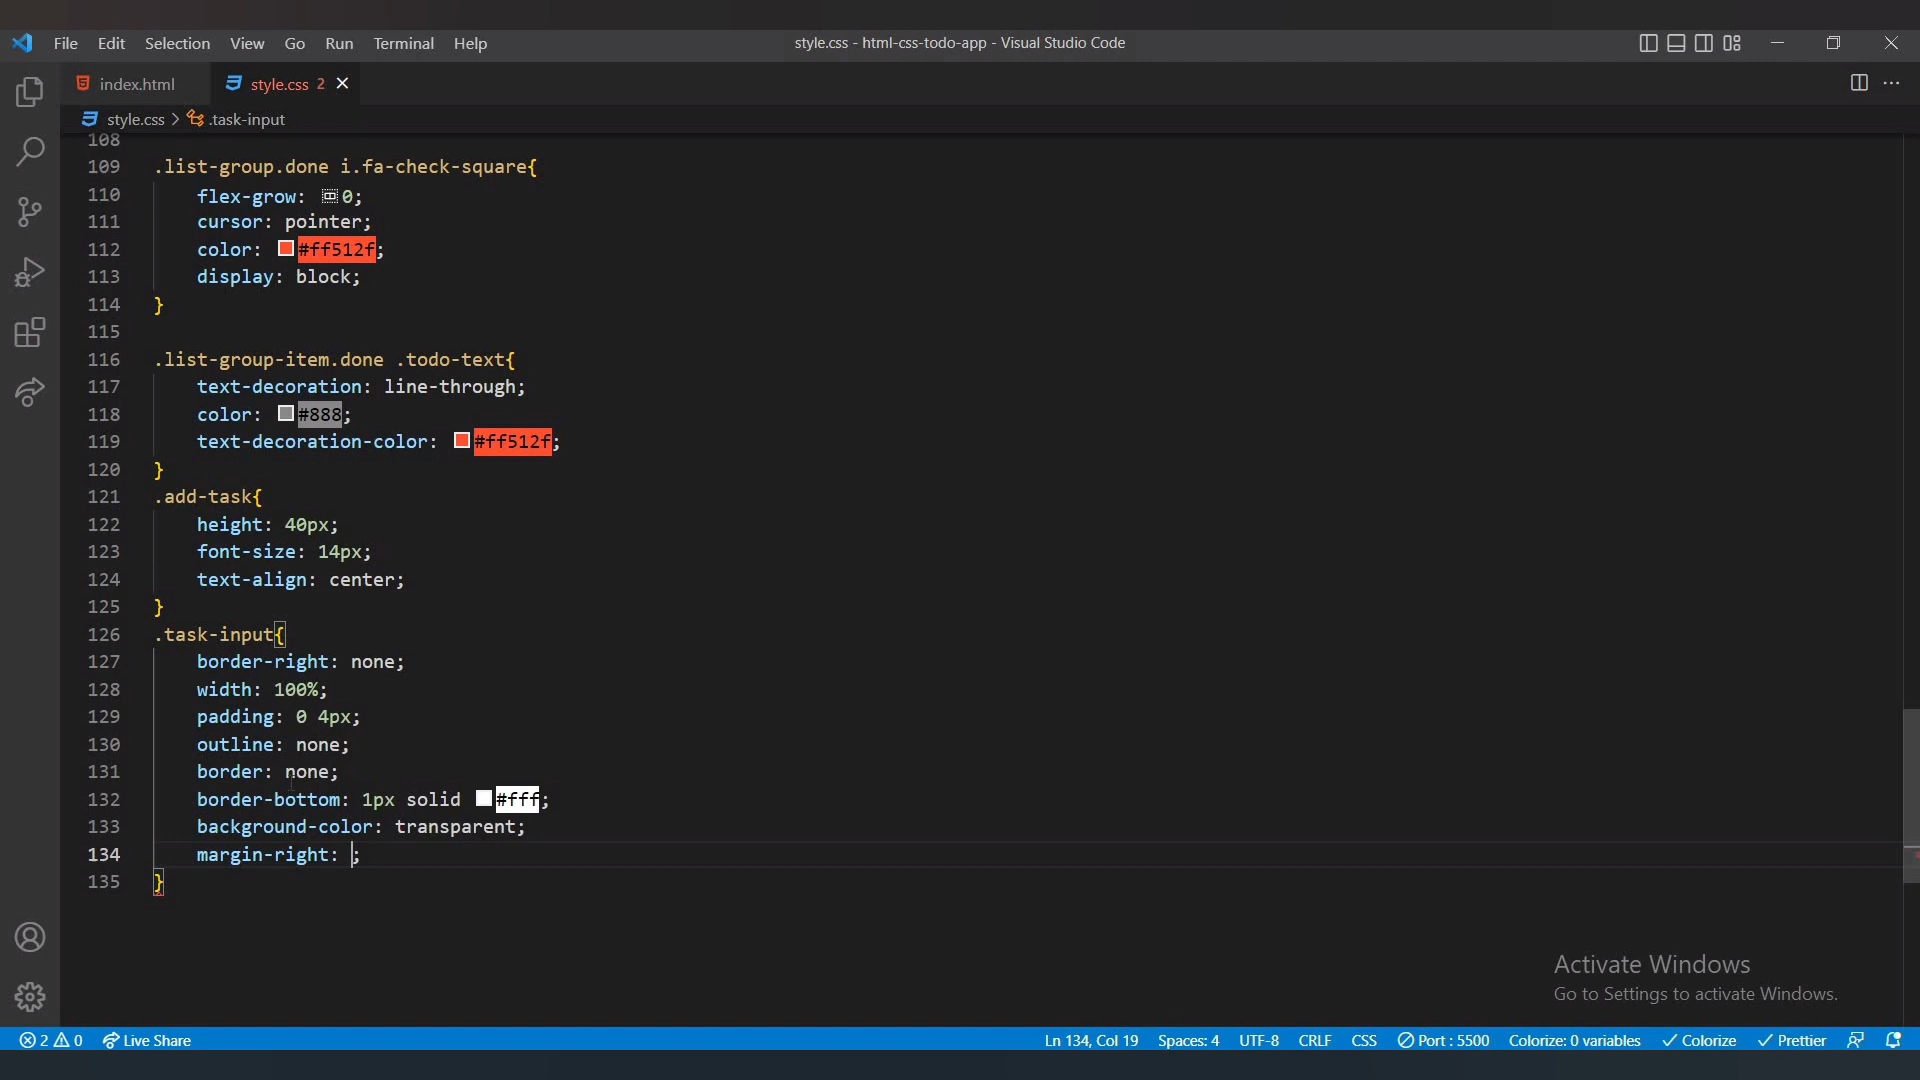 File Edit Selection View Go Run Terminal Help
style.css - html-css-todo-app - Visual Studio Code
index.html
style.css 2
style.css > .task-input
108
109 .list-group.done i.fa-check-square{
110 flex-grow: 0;
111 cursor: pointer;
112 color: #ff512f;
113 display: block;
114 }
115
116 .list-group-item.done .todo-text{
117 text-decoration: line-through;
118 color: #888;
119 text-decoration-color: #ff512f;
120 }
121 .add-task{
122 height: 40px;
123 font-size: 14px;
124 text-align: center;
125 }
126 .task-input{
127 border-right: none;
128 width: 100%;
129 padding: 0 4px;
130 outline: none;
131 border: none;
132 border-bottom: 1px solid #fff;
133 background-color: transparent;
134 margin-right: ;
135 }
Activate Windows
Go to Settings to activate Windows.
2 0 Live Share Ln 134, Col 19 Spaces: 4 UTF-8 CRLF CSS Port : 5500 Colorize: 0 variables Colorize Prettier